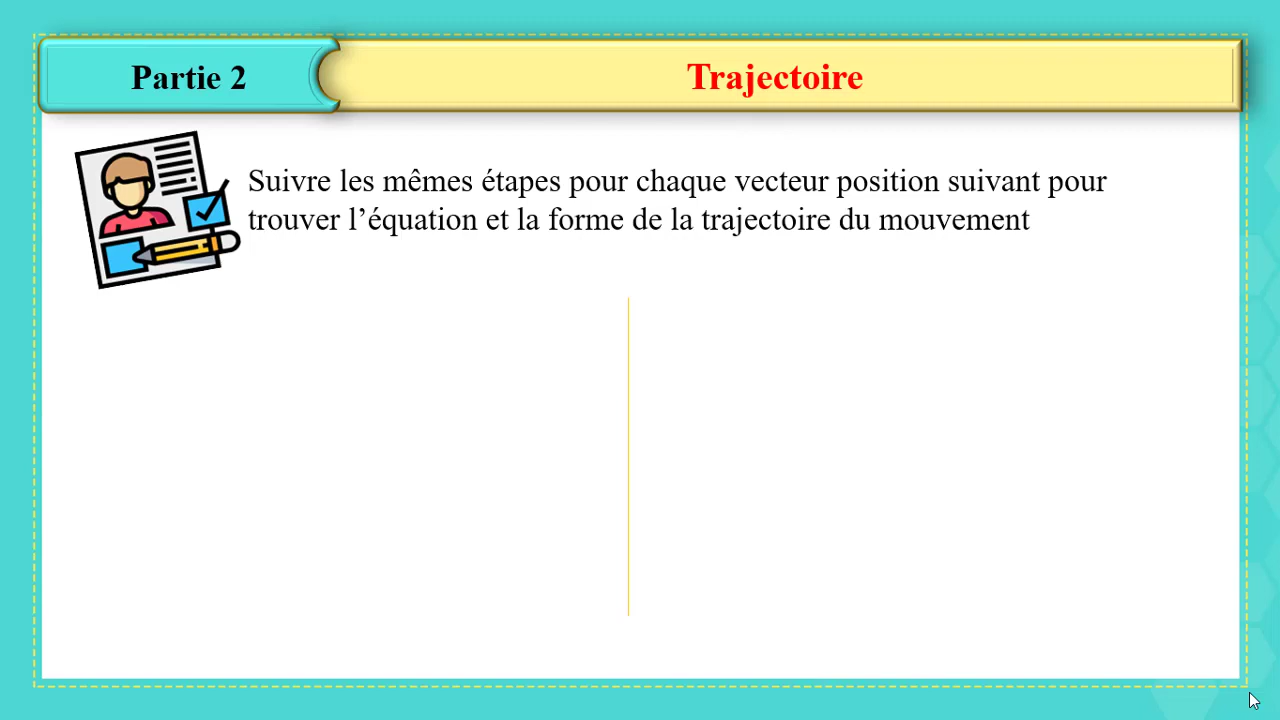 Partie 2
Trajectoire
Suivre les mêmes étapes pour chaque vecteur position suivant pour
trouver l’équation et la forme de la trajectoire du mouvement